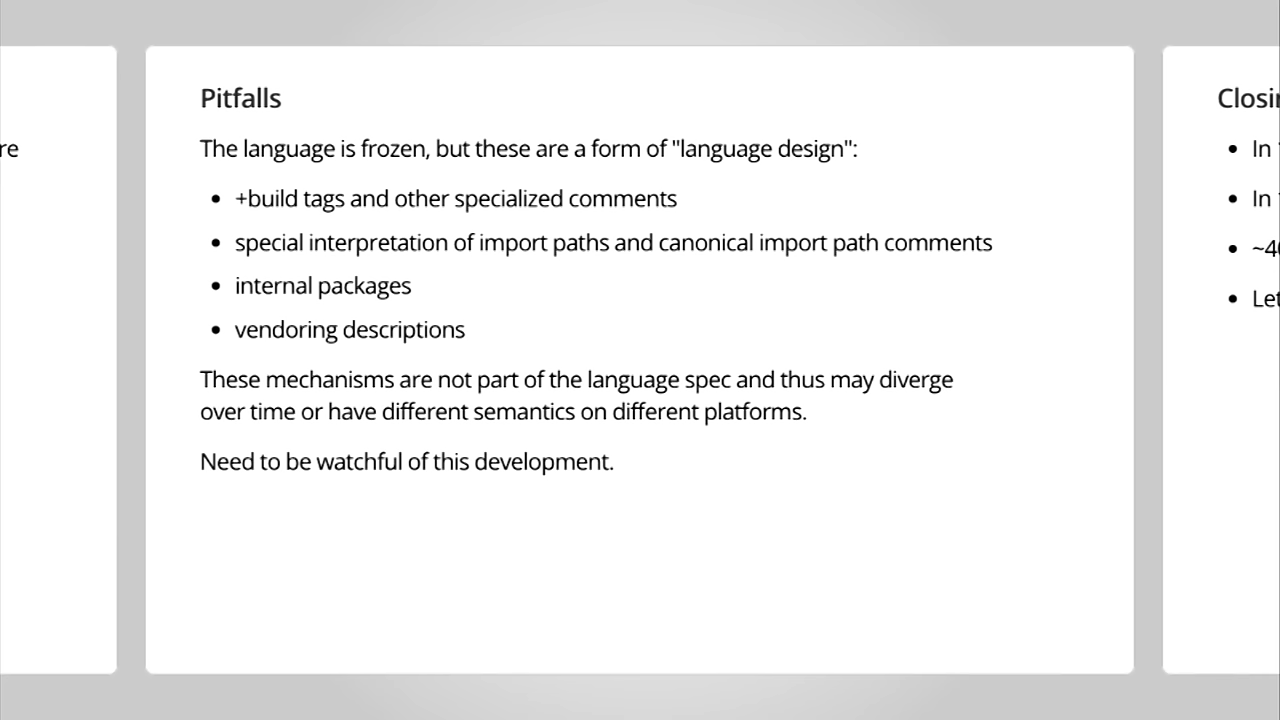 re
Pitfalls
The language is frozen, but these are a form of "language design":
• +build tags and other specialized comments
• special interpretation of import paths and canonical import path comments
• internal packages
• vendoring descriptions
These mechanisms are not part of the language spec and thus may diverge
over time or have different semantics on different platforms.
Need to be watchful of this development.
• In
• In